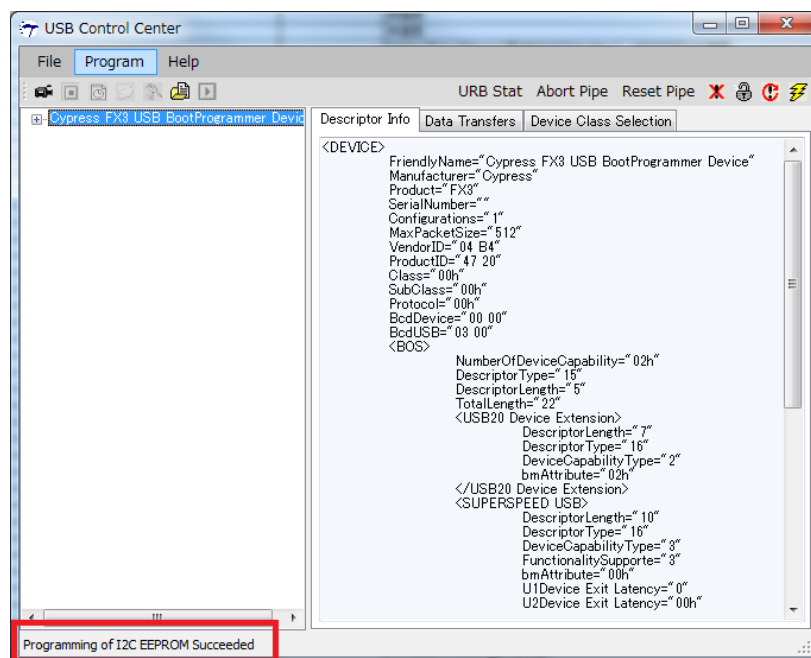 USB Control Center
File Program Help
URB Stat Abort Pipe Reset Pipe
Cypress FX3 USB BootProgrammer Devic
Descriptor Info Data Transfers Device Class Selection
<DEVICE>
FriendlyName="Cypress FX3 USB BootProgrammer Device"
Manufacturer="Cypress"
Product="FX3"
SerialNumber=""
Configurations="1"
MaxPacketSize="512"
VendorID="04 B4"
ProductID="47 20"
Class="00h"
SubClass="00h"
Protocol="00h"
BcdDevice="00 00"
BcdUSB="03 00"
<BOS>
NumberOfDeviceCapability="02h"
DescriptorType="15"
DescriptorLength="5"
TotalLength="22"
<USB20 Device Extension>
DescriptorLength="7"
DescriptorType="16"
DeviceCapabilityType="2"
bmAttribute="02h"
</USB20 Device Extension>
<SUPERSPEED USB>
DescriptorLength="10"
DescriptorType="16"
DeviceCapabilityType="3"
FunctionalitySupporte="3"
bmAttribute="00h"
U1Device Exit Latency="0"
U2Device Exit Latency="00h"
Programming of I2C EEPROM Succeeded